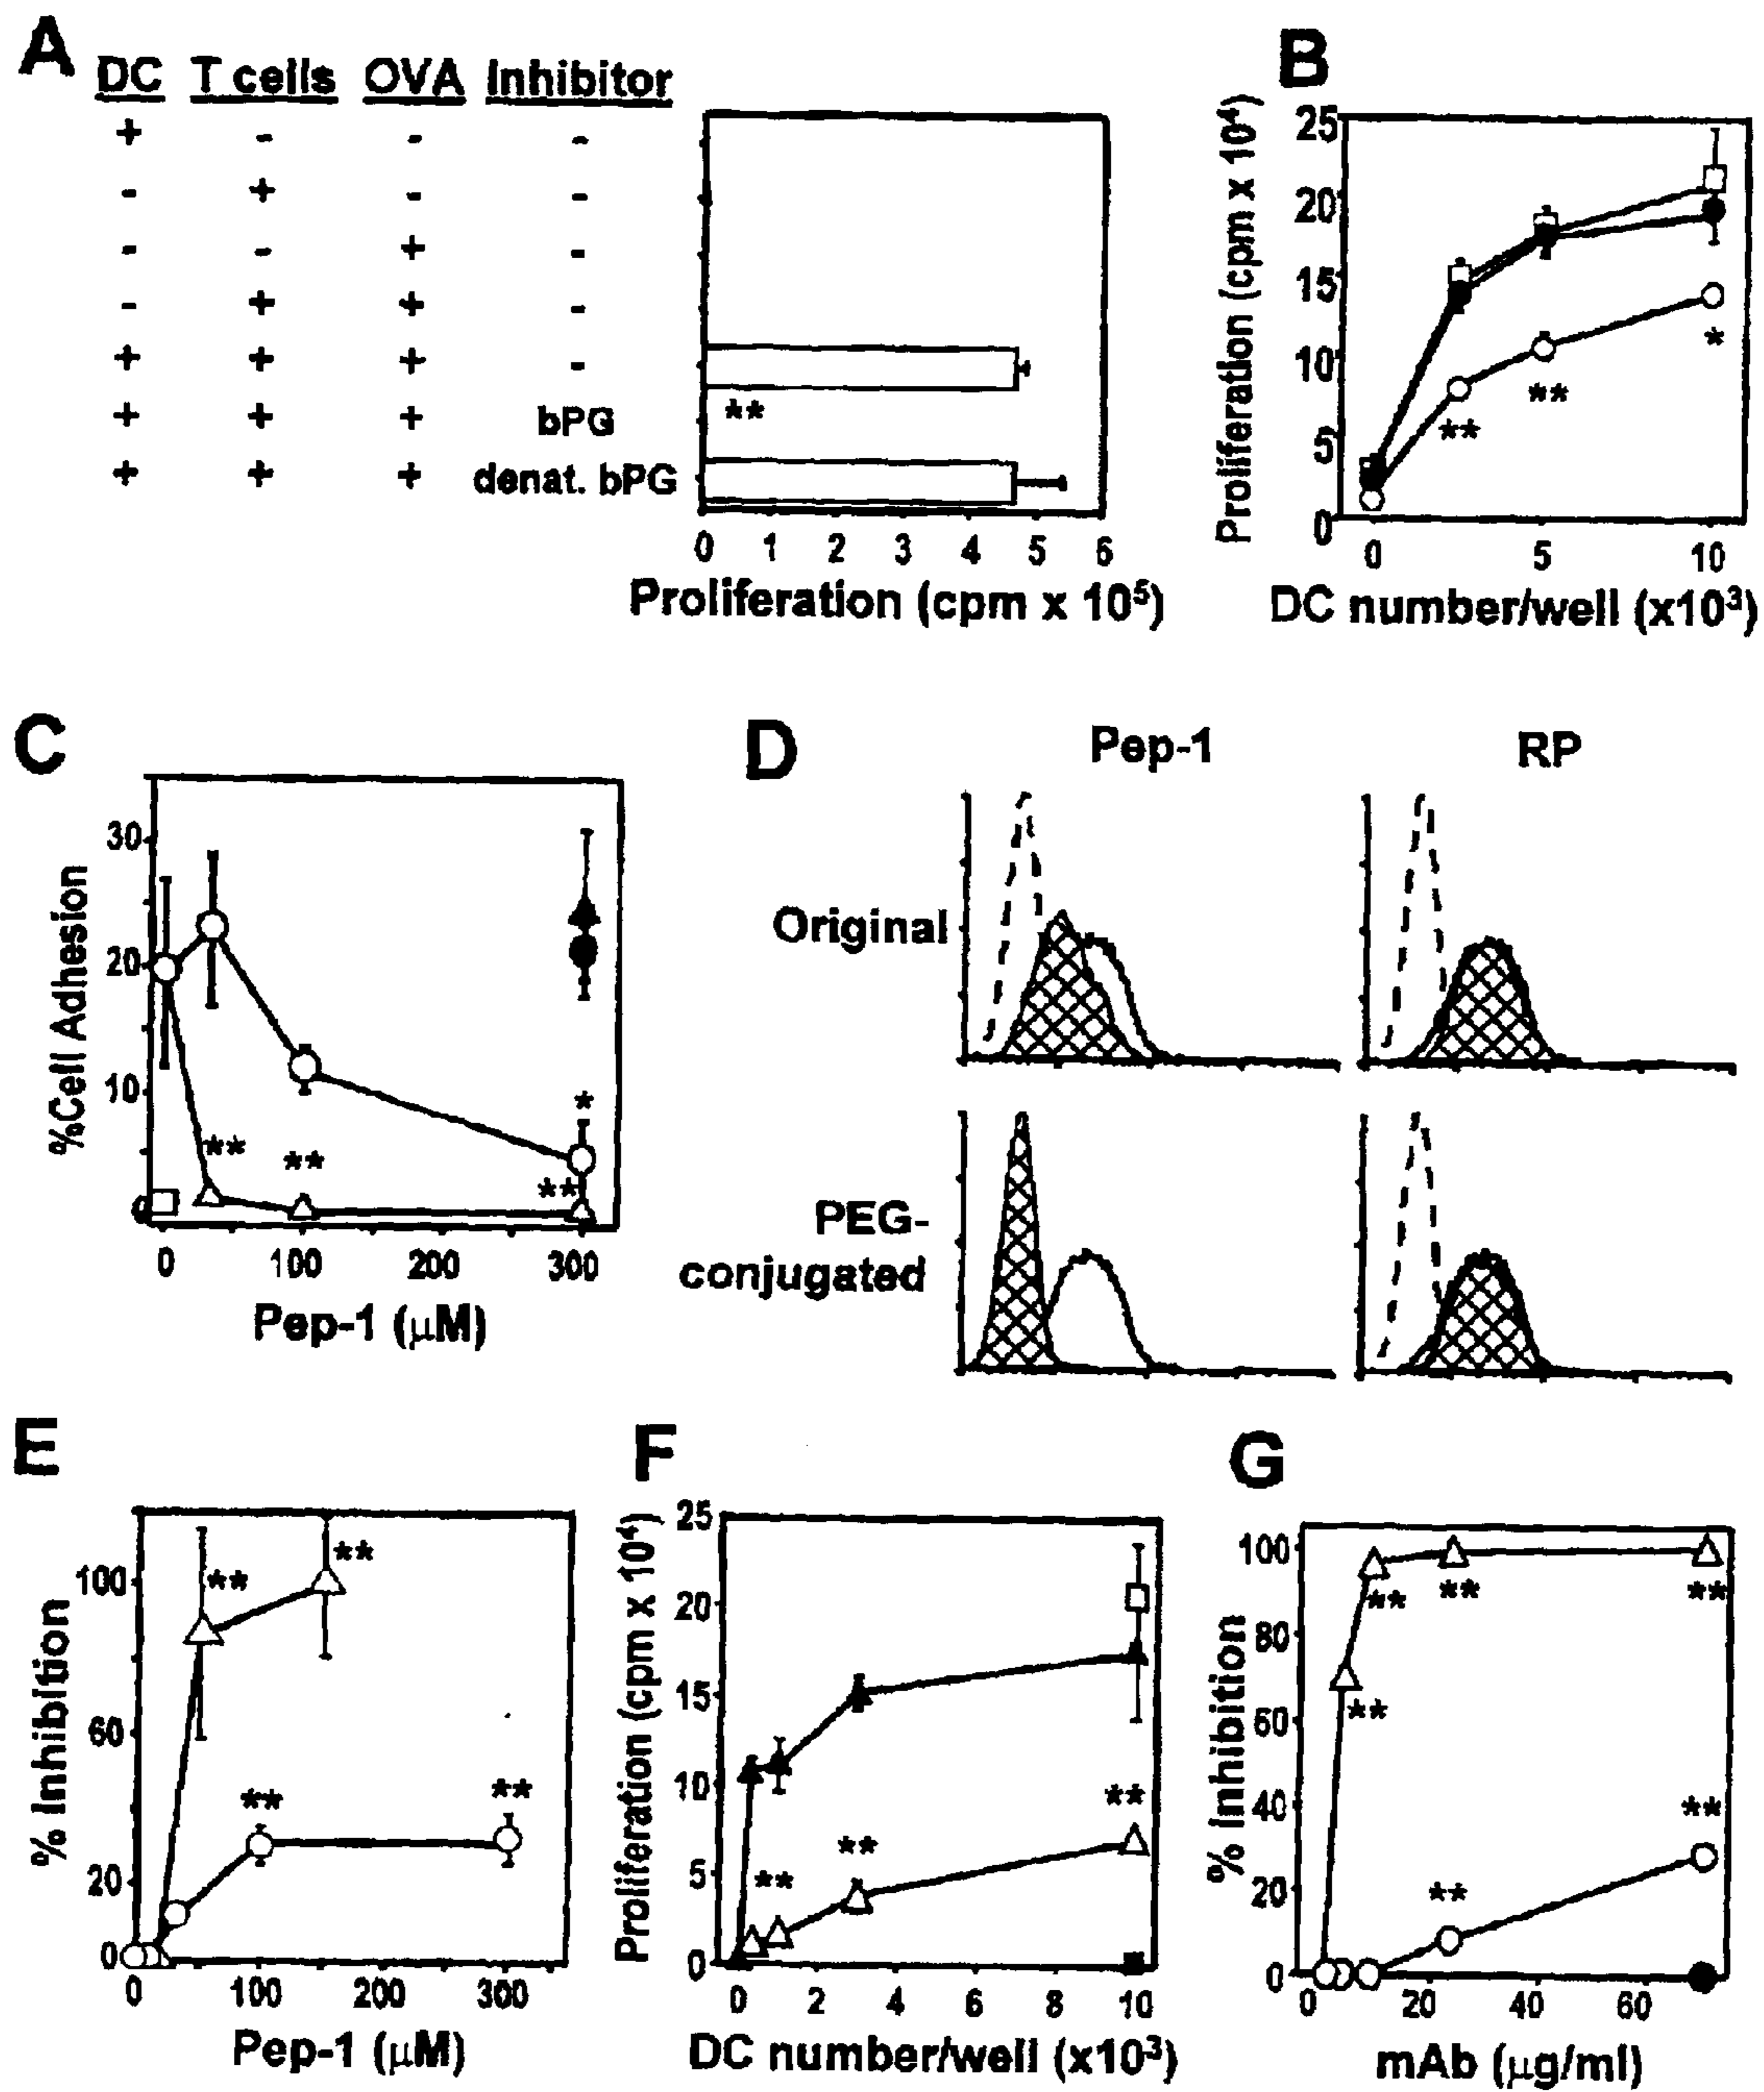 A
DC T cells OVA Inhibitor
+ - - -
- + - -
- - + -
- + + -
+ + + -
+ + + bPG
+ + + denat. bPG
**
0 1 2 3 4 5 6
Proliferation (cpm x 10⁵)
B
Proliferation (cpm x 10⁴)
25
20
15
10
5
0
** ** *
0 5 10
DC number/well (x10³)
C
%Cell Adhesion
30
20
10
0
** ** * **
0 100 200 300
Pep-1 (μM)
D
Pep-1 RP
Original
PEG-
conjugated
E
% Inhibition
100
60
20
0
** **
** **
0 100 200 300
Pep-1 (μM)
F
Proliferation (cpm x 10⁴)
25
20
15
10
5
0
** ** **
0 2 4 6 8 10
DC number/well (x10³)
G
% Inhibition
100
80
60
40
20
0
** ** ** **
** **
0 20 40 60
mAb (μg/ml)